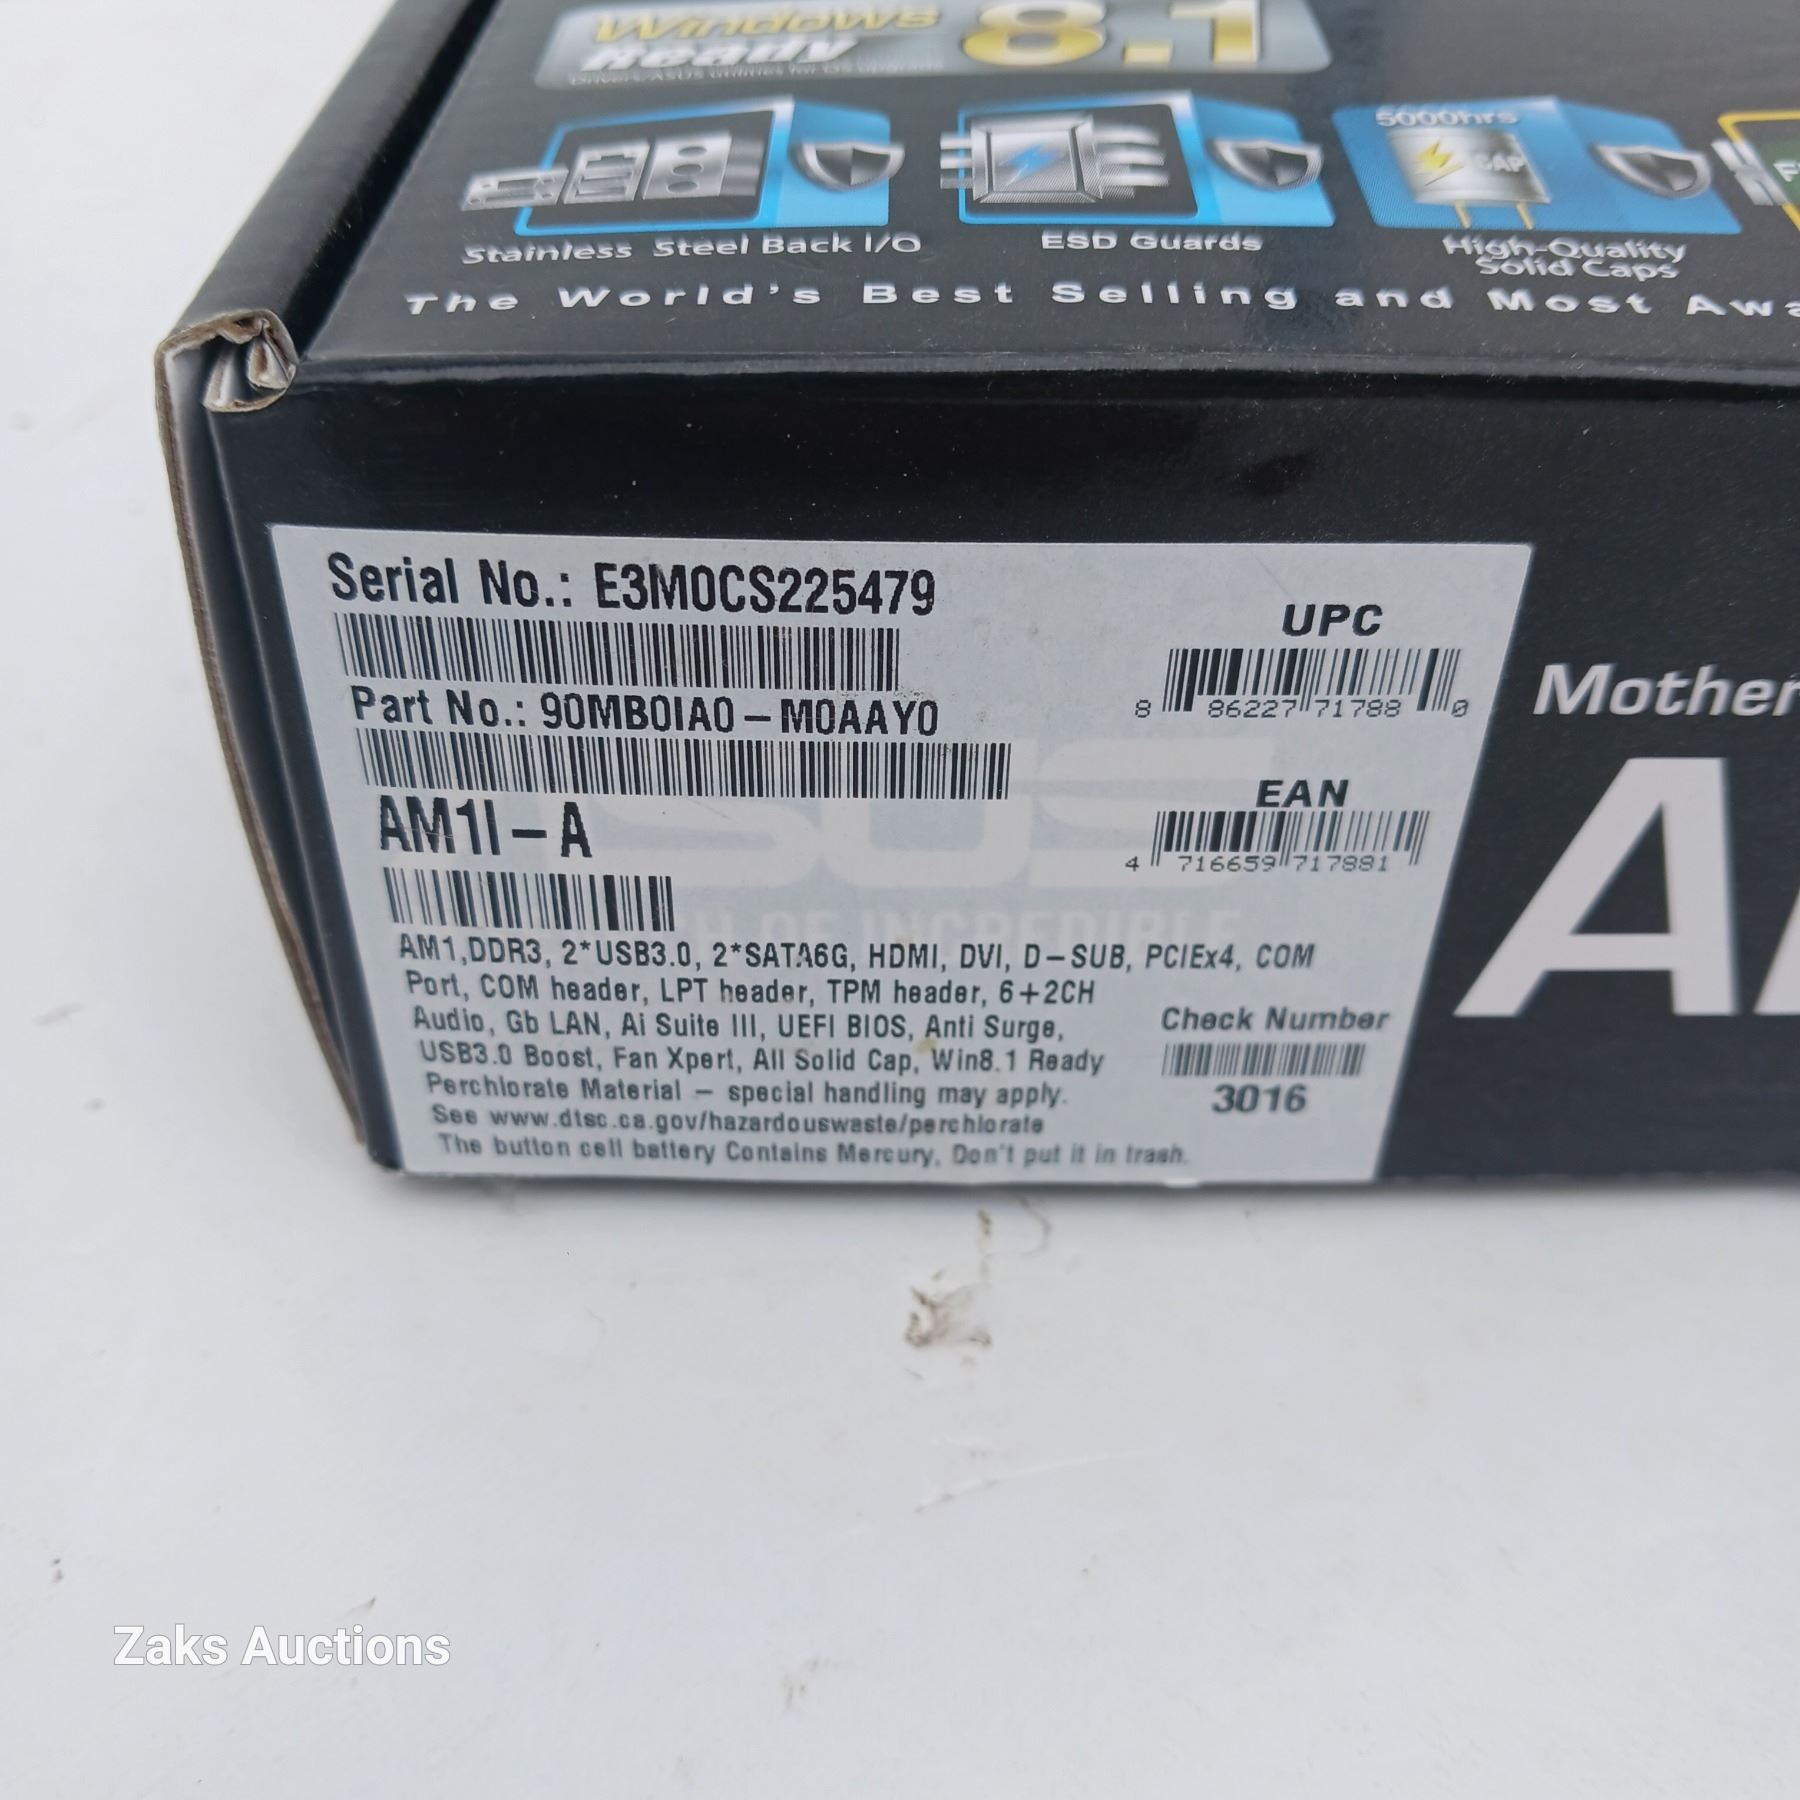 Windows
Ready
8.1
5000hrs
CAP
Stainless Steel Back I/O
ESD Guards
High-Quality
Solid Caps
The World's Best Selling and Most
Serial No.: E3M0CS225479
UPC
8 86227 71788 0
Part No.: 90MB0IA0-M0AAY0
EAN
4 716659 717881
AM1I-A
AM1,DDR3, 2*USB3.0, 2*SATA6G, HDMI, DVI, D-SUB, PCIEx4, COM
Port, COM header, LPT header, TPM header, 6+2CH
Audio, Gb LAN, Ai Suite III, UEFI BIOS, Anti Surge,
USB3.0 Boost, Fan Xpert, All Solid Cap, Win8.1 Ready
Perchlorate Material - special handling may apply.
See www.dtsc.ca.gov/hazardouswaste/perchlorate
The button cell battery Contains Mercury, Don't put it in trash.
Check Number
3016
Mother
A
Zaks Auctions